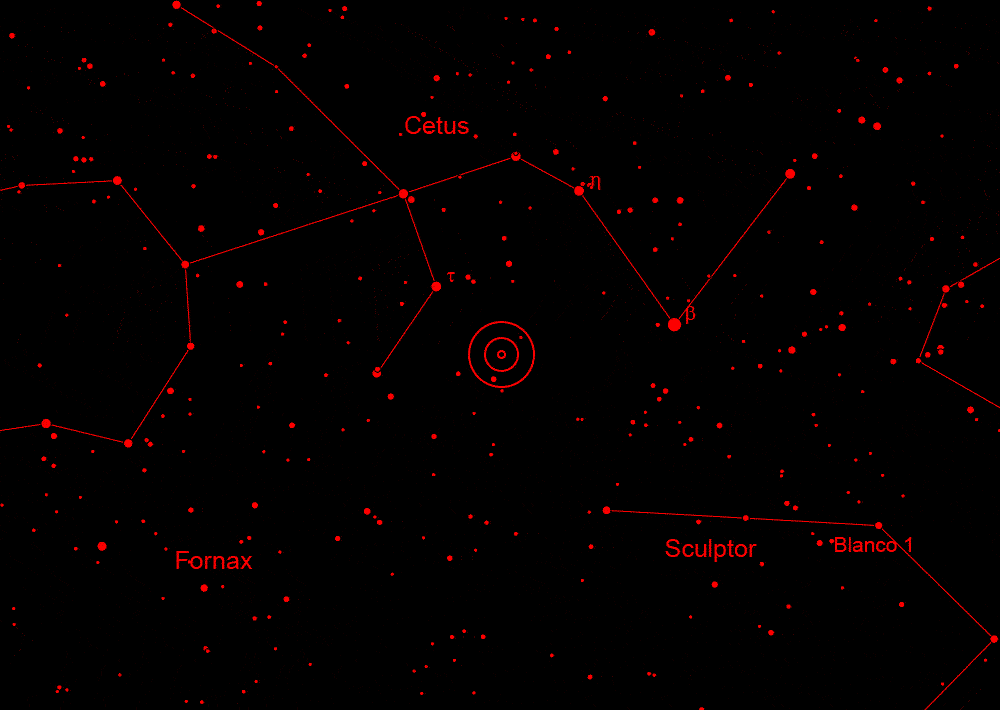 Cetus
η
τ
β
Sculptor
Blanco 1
Fornax